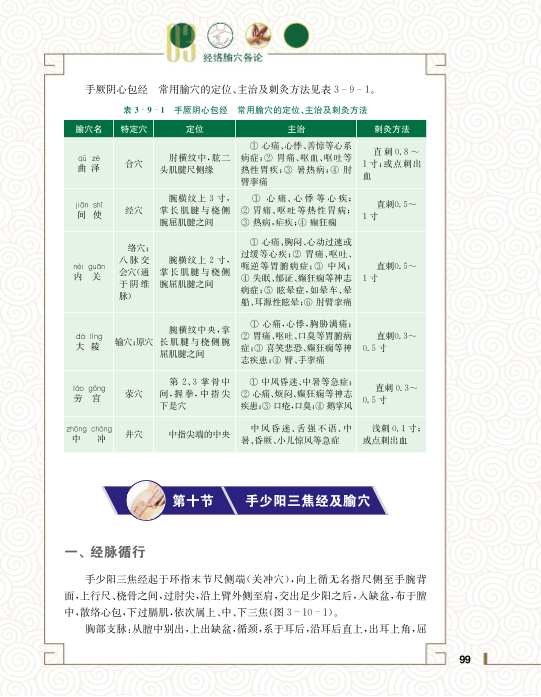 03
经络腧穴各论
手厥阴心包经 常用腧穴的定位、主治及刺灸方法见表 3-9-1。
表 3-9-1 手厥阴心包经 常用腧穴的定位、主治及刺灸方法
腧穴名 特定穴 定位 主治 刺灸方法
qū zé
曲 泽
合穴
肘横纹中,肱二
头肌腱尺侧缘
① 心痛、心悸、善惊等心系
病症;② 胃痛、呕血、呕吐等
热性胃疾;③ 暑热病;④ 肘
臂挛痛
直刺 0.8～
1 寸;或点刺出
血
jiān shǐ
间 使
经穴
腕横纹上 3 寸,
掌长肌腱与桡侧
腕屈肌腱之间
① 心痛、心悸等心疾;
② 胃痛、呕吐等热性胃病;
③ 热病,疟疾;④ 癫狂痫
直刺0.5～
1 寸
nèi guān
内 关
络穴;
八脉交
会穴(通
于阴维
脉)
腕横纹上 2 寸,
掌长肌腱与桡侧
腕屈肌腱之间
① 心痛、胸闷、心动过速或
过缓等心疾;② 胃痛、呕吐、
呃逆等胃腑病症;③ 中风;
④ 失眠、郁证、癫狂痫等神志
病症;⑤ 眩晕症,如晕车、晕
船、耳源性眩晕;⑥ 肘臂挛痛
直刺0.5～
1 寸
dà líng
大 陵
输穴;原穴
腕横纹中央,掌
长肌腱与桡侧腕
屈肌腱之间
① 心痛,心悸,胸胁满痛;
② 胃痛、呕吐、口臭等胃腑病
症;③ 喜笑悲恐、癫狂痫等神
志疾患;④ 臂、手挛痛
直刺0.3～
0.5 寸
láo gōng
劳 宫
荥穴
第 2、3 掌骨中
间,握拳,中指尖
下是穴
① 中风昏迷、中暑等急症;
② 心痛、烦闷、癫狂痫等神志
疾患;③ 口疮,口臭;④ 鹅掌风
直刺 0.3～
0.5 寸
zhōng chōng
中 冲
井穴
中指尖端的中央
中风昏迷、舌强不语、中
暑、昏厥、小儿惊风等急症
浅刺 0.1 寸;
或点刺出血
第十节 手少阳三焦经及腧穴
一、经脉循行
手少阳三焦经起于环指末节尺侧端(关冲穴),向上循无名指尺侧至手腕背
面,上行尺、桡骨之间,过肘尖,沿上臂外侧至肩,交出足少阳之后,入缺盆,布于膻
中,散络心包,下过膈肌,依次属上、中、下三焦(图 3-10-1)。
胸部支脉:从膻中别出,上出缺盆,循颈,系于耳后,沿耳后直上,出耳上角,屈
99